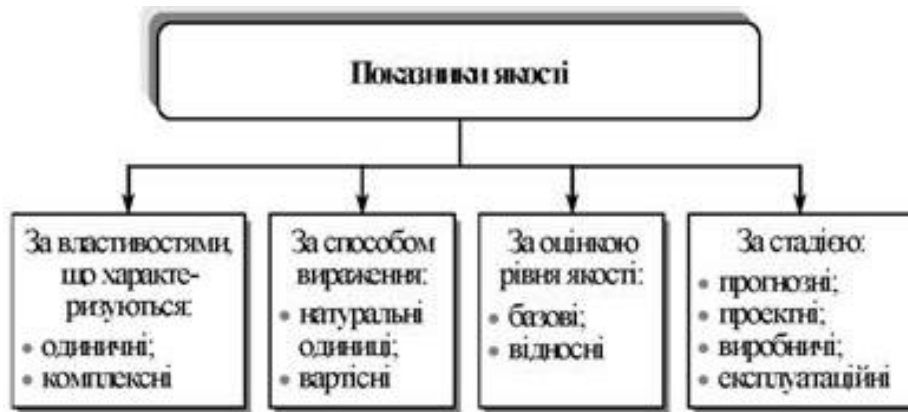 Показники якості
За властивостями,
що характе-
ризуються:
• одиничні;
• комплексні
За способом
вираження:
• натуральні
одиниці;
• вартісні
За оцінкою
рівня якості:
• базові;
• відносні
За стадією:
• прогнозні;
• проектні;
• виробничі;
• експлуатаційні